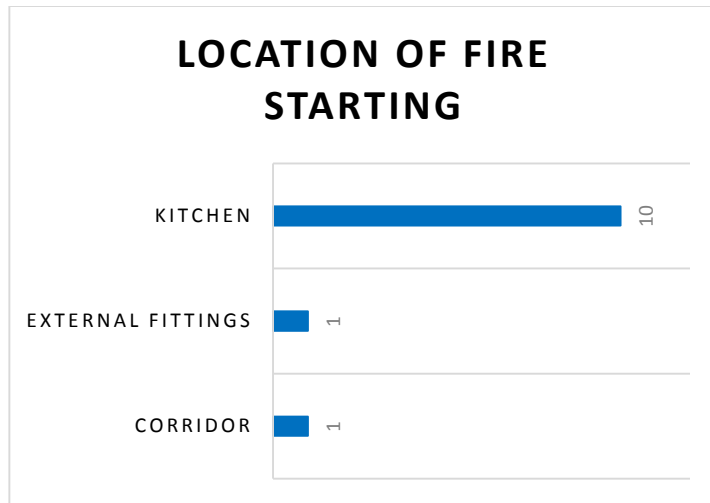 LOCATION OF FIRE
STARTING
KITCHEN
10
EXTERNAL FITTINGS
1
CORRIDOR
1